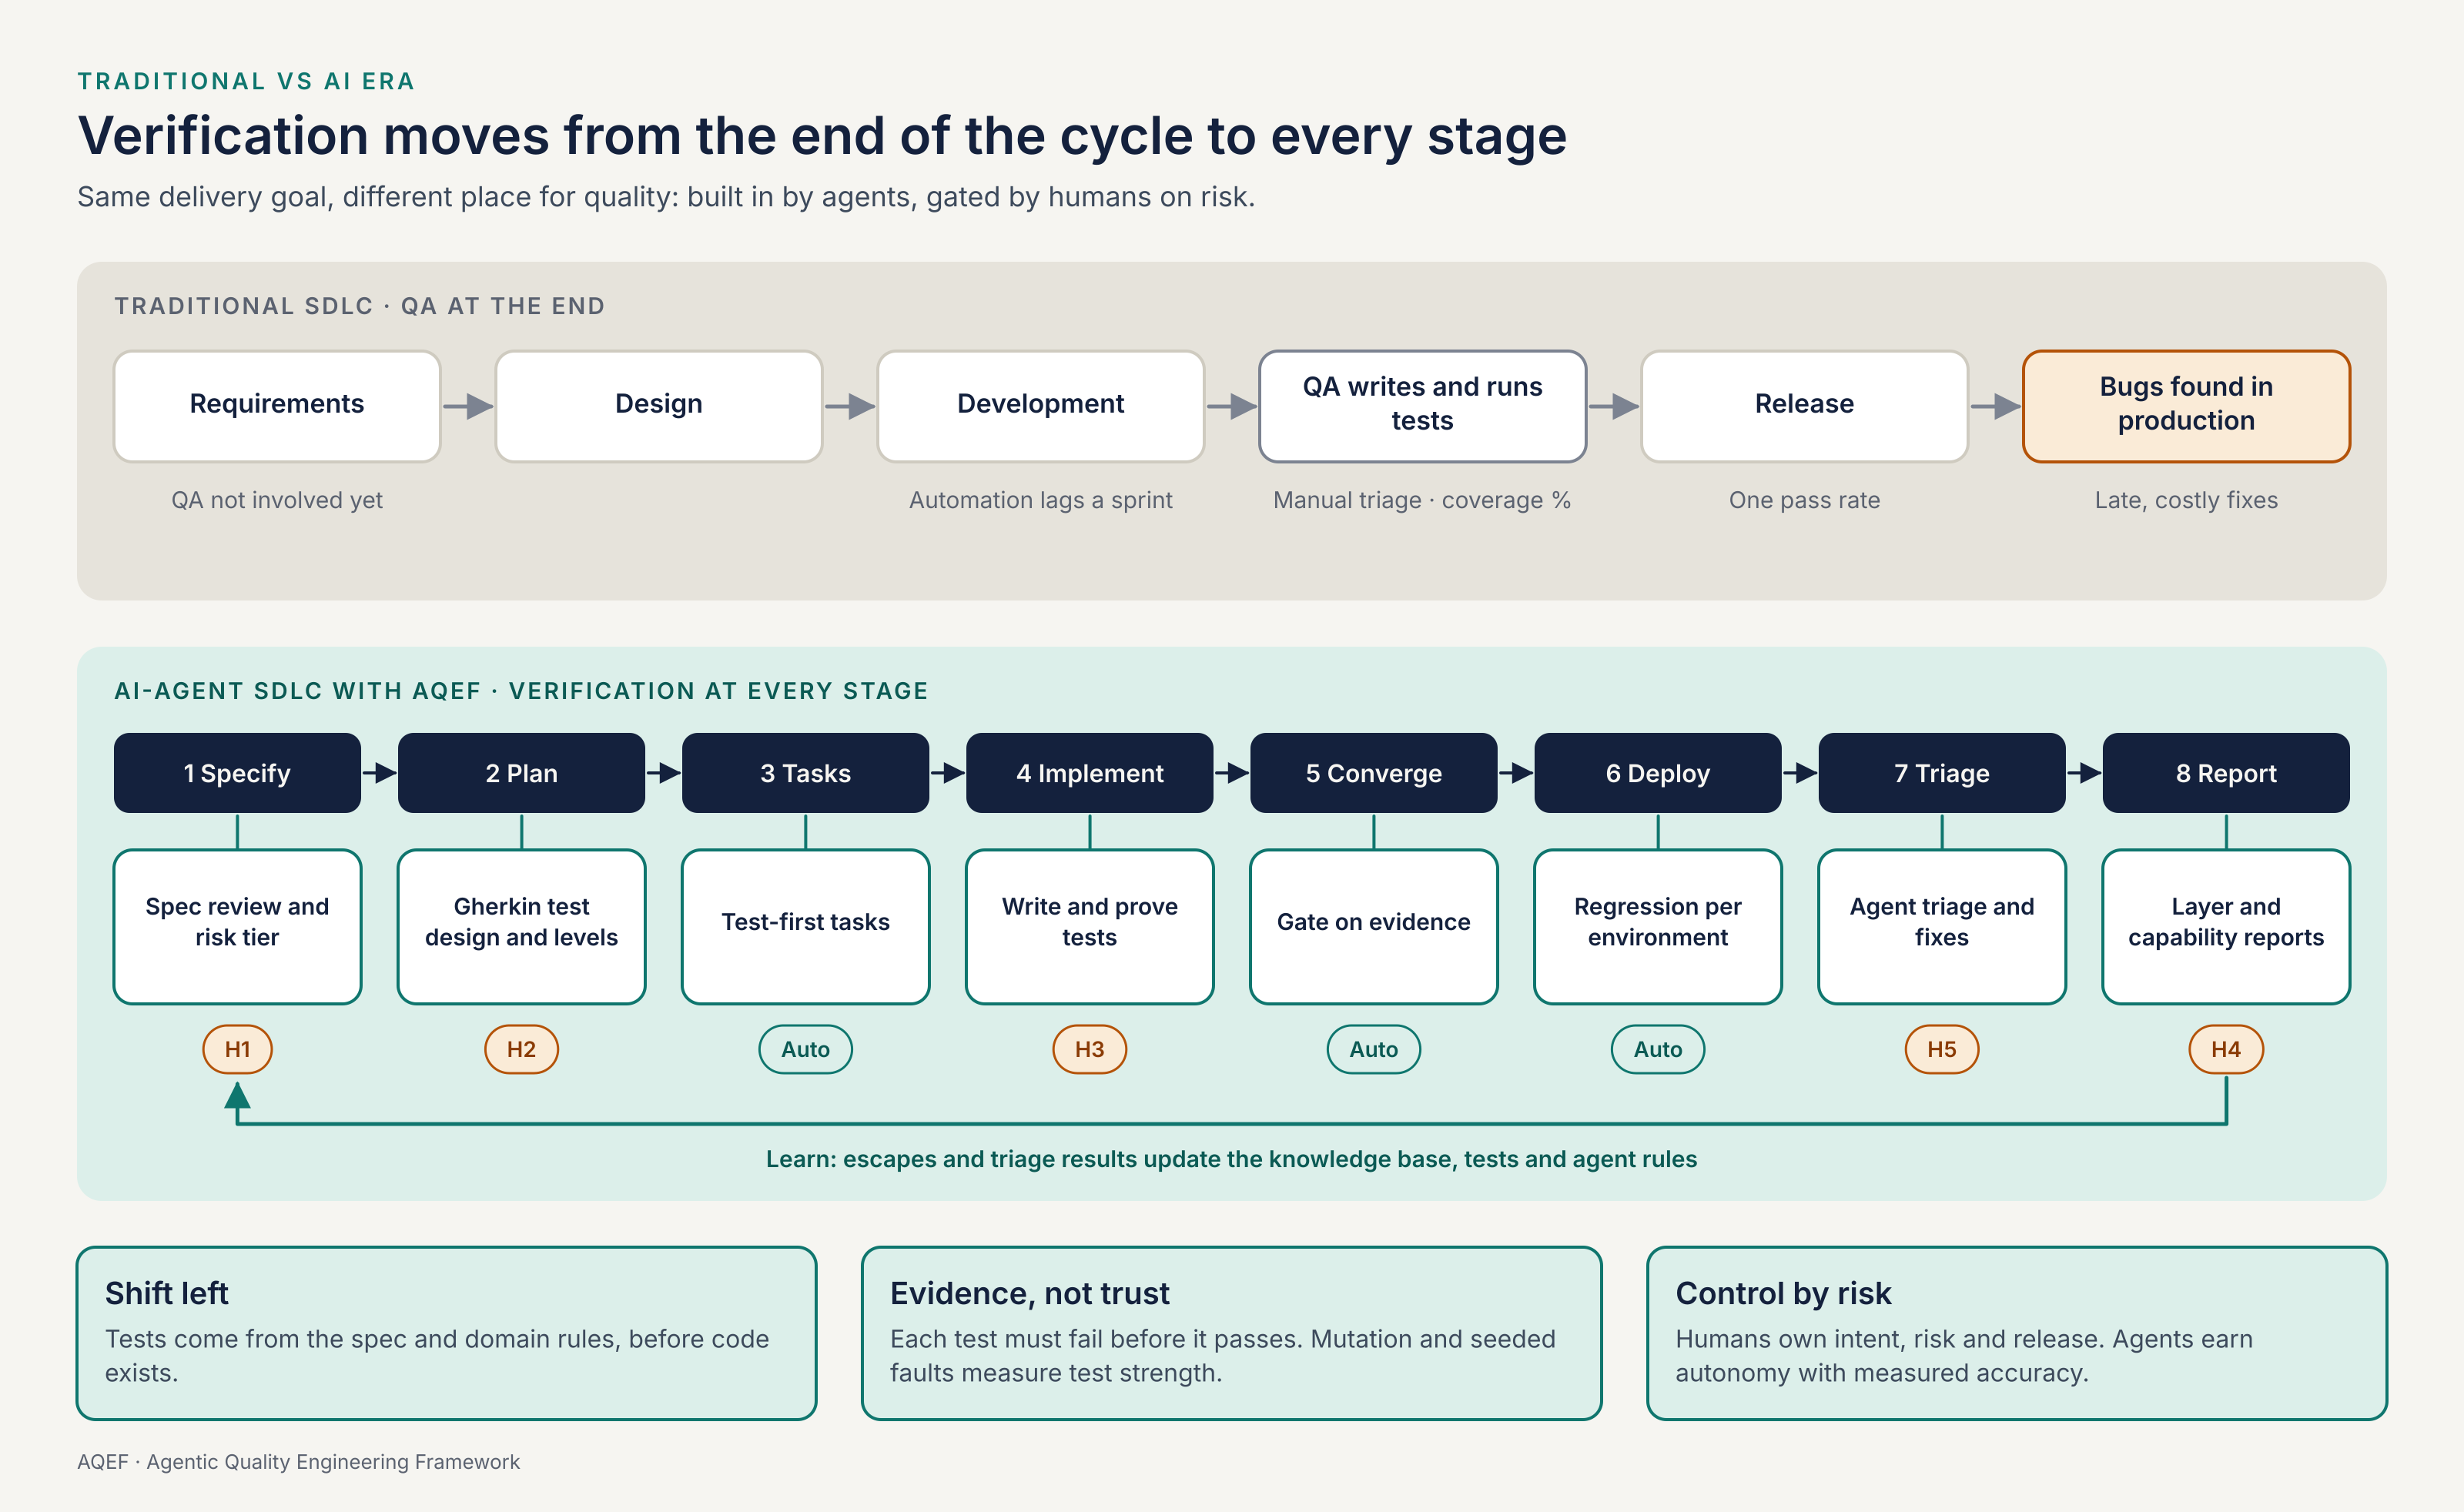 TRADITIONAL VS AI ERA
Verification moves from the end of the cycle to every stage
Same delivery goal, different place for quality: built in by agents, gated by humans on risk.
TRADITIONAL SDLC · QA AT THE END
Requirements
Design
Development
QA writes and runs
tests
Release
Bugs found in
production
QA not involved yet
Automation lags a sprint
Manual triage · coverage %
One pass rate
Late, costly fixes
AI-AGENT SDLC WITH AQEF · VERIFICATION AT EVERY STAGE
1 Specify
2 Plan
3 Tasks
4 Implement
5 Converge
6 Deploy
7 Triage
8 Report
Spec review and
risk tier
Gherkin test
design and levels
Test-first tasks
Write and prove
tests
Gate on evidence
Regression per
environment
Agent triage and
fixes
Layer and
capability reports
H1
H2
Auto
H3
Auto
Auto
H5
H4
Learn: escapes and triage results update the knowledge base, tests and agent rules
Shift left
Tests come from the spec and domain rules, before code
exists.
Evidence, not trust
Each test must fail before it passes. Mutation and seeded
faults measure test strength.
Control by risk
Humans own intent, risk and release. Agents earn
autonomy with measured accuracy.
AQEF · Agentic Quality Engineering Framework